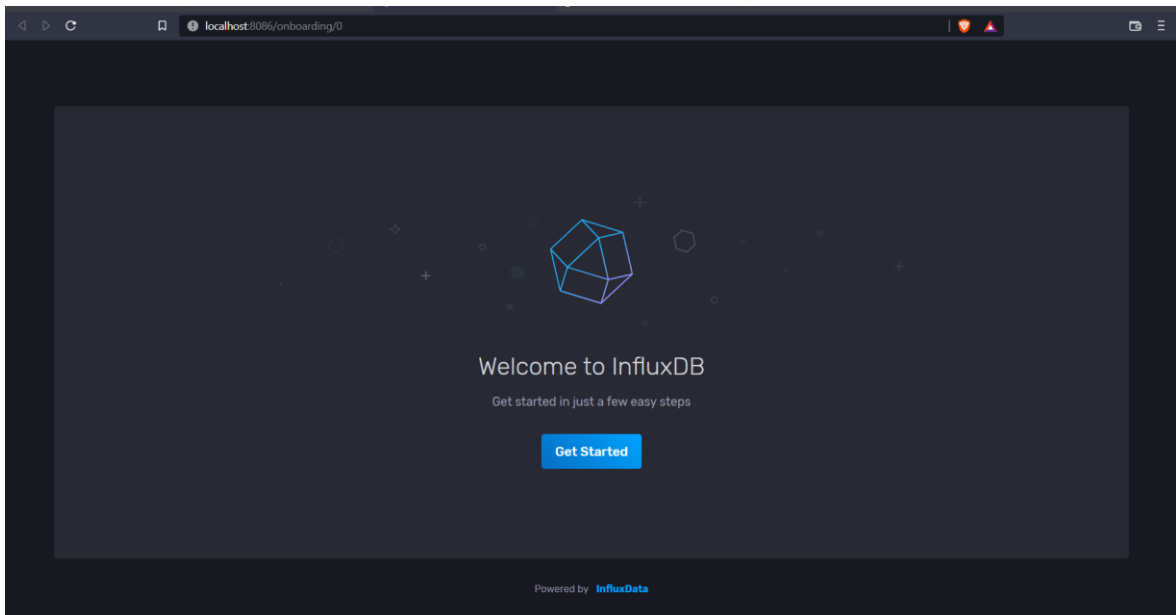 localhost:8086/onboarding/0
Welcome to InfluxDB
Get started in just a few easy steps
Get Started
Powered by InfluxData